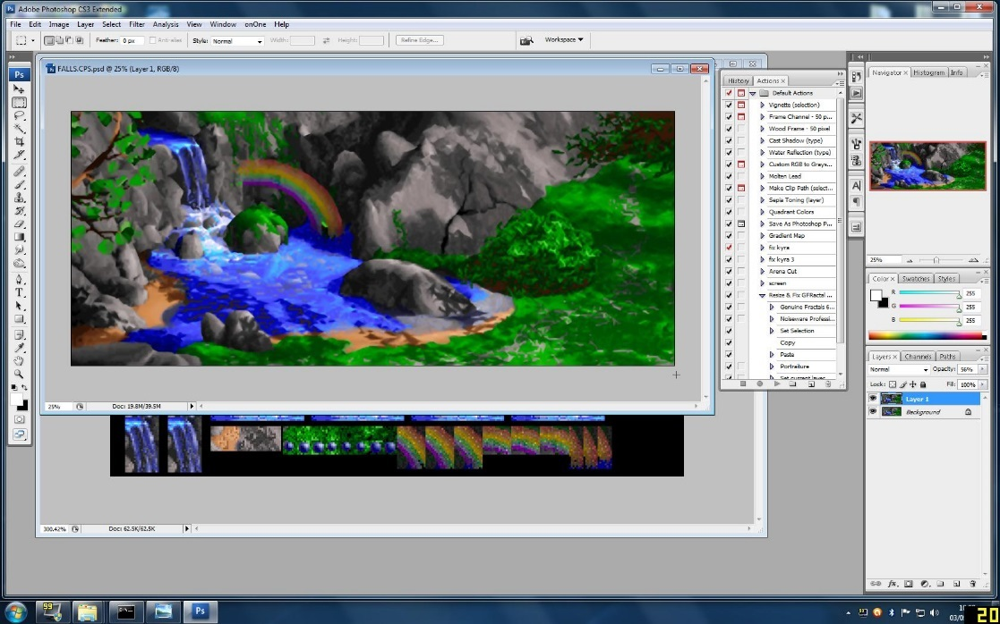 Adobe Photoshop CS3 Extended
File Edit Image Layer Select Filter Analysis View Window onOne Help
Feather: 0 px Anti-alias Style: Normal Width: Height: Refine Edge... Workspace
FALLS.CPS.psd @ 25% (Layer 1, RGB/8)
Ps
History Actions
Default Actions
Vignette (selection)
Frame Channel - 50 p...
Wood Frame - 50 pixel
Cast Shadow (type)
Water Reflection (type)
Custom RGB to Grays...
Molten Lead
Make Clip Path (select...
Sepia Toning (layer)
Quadrant Colors
Save As Photoshop P...
Gradient Map
fix kyra
fix kyra 3
Arena Cut
screen
Resize & Fix GFRactal ...
Genuine Fractals 6...
Noiseware Professi...
Set Selection
Copy
Paste
Portraiture
Set current layer
Navigator Histogram Info
25%
Color Swatches Styles
R 255
G 255
B 255
Layers Channels Paths
Normal Opacity: 56%
Lock: Fill: 100%
Layer 1
Background
25% Doc: 19.8M/39.5M
300.42% Doc: 62.5K/62.5K
99
Ps
20